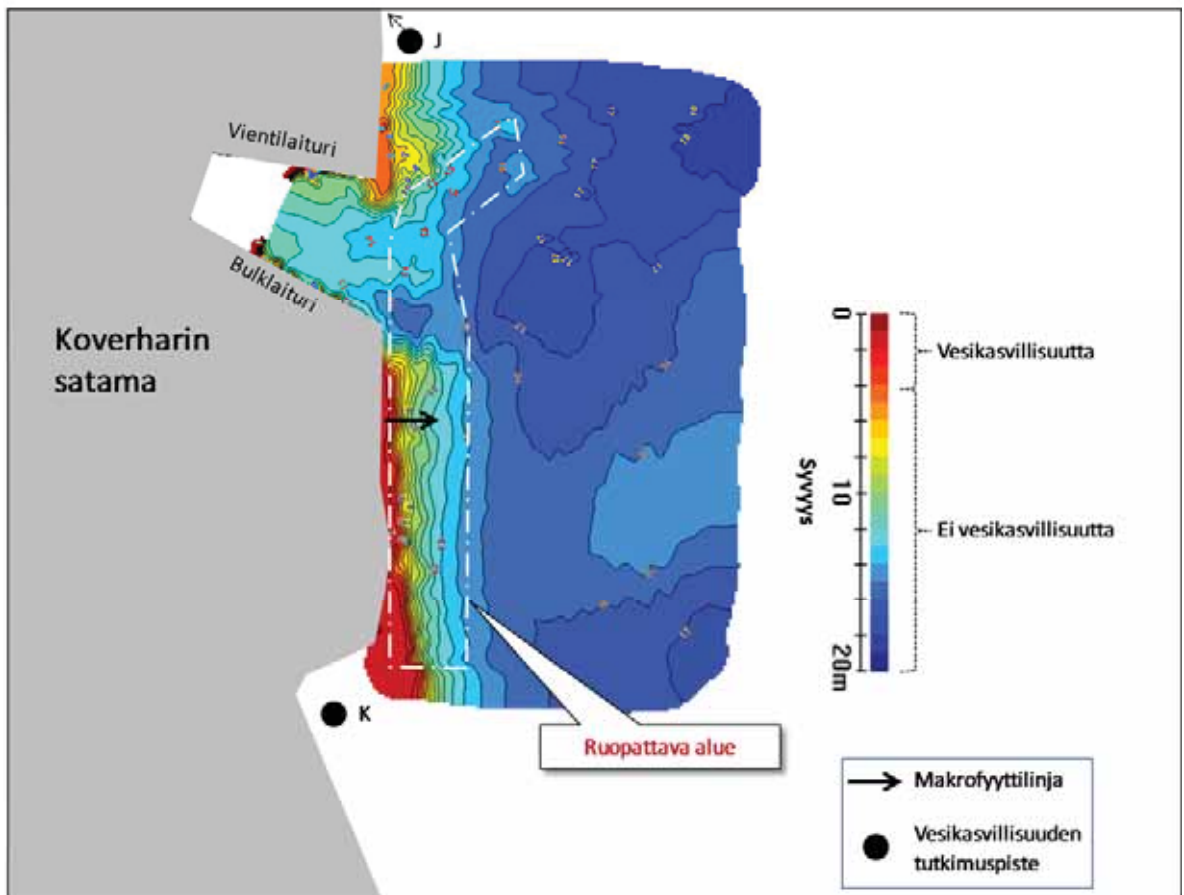 J
Vientilaituri
Bulklaituri
Koverharin
satama
0
10
20m
Syvyys
Vesikasvillisuutta
Ei vesikasvillisuutta
K
Ruopattava alue
Makrofyyttilinja
Vesikasvillisuuden
tutkimuspiste